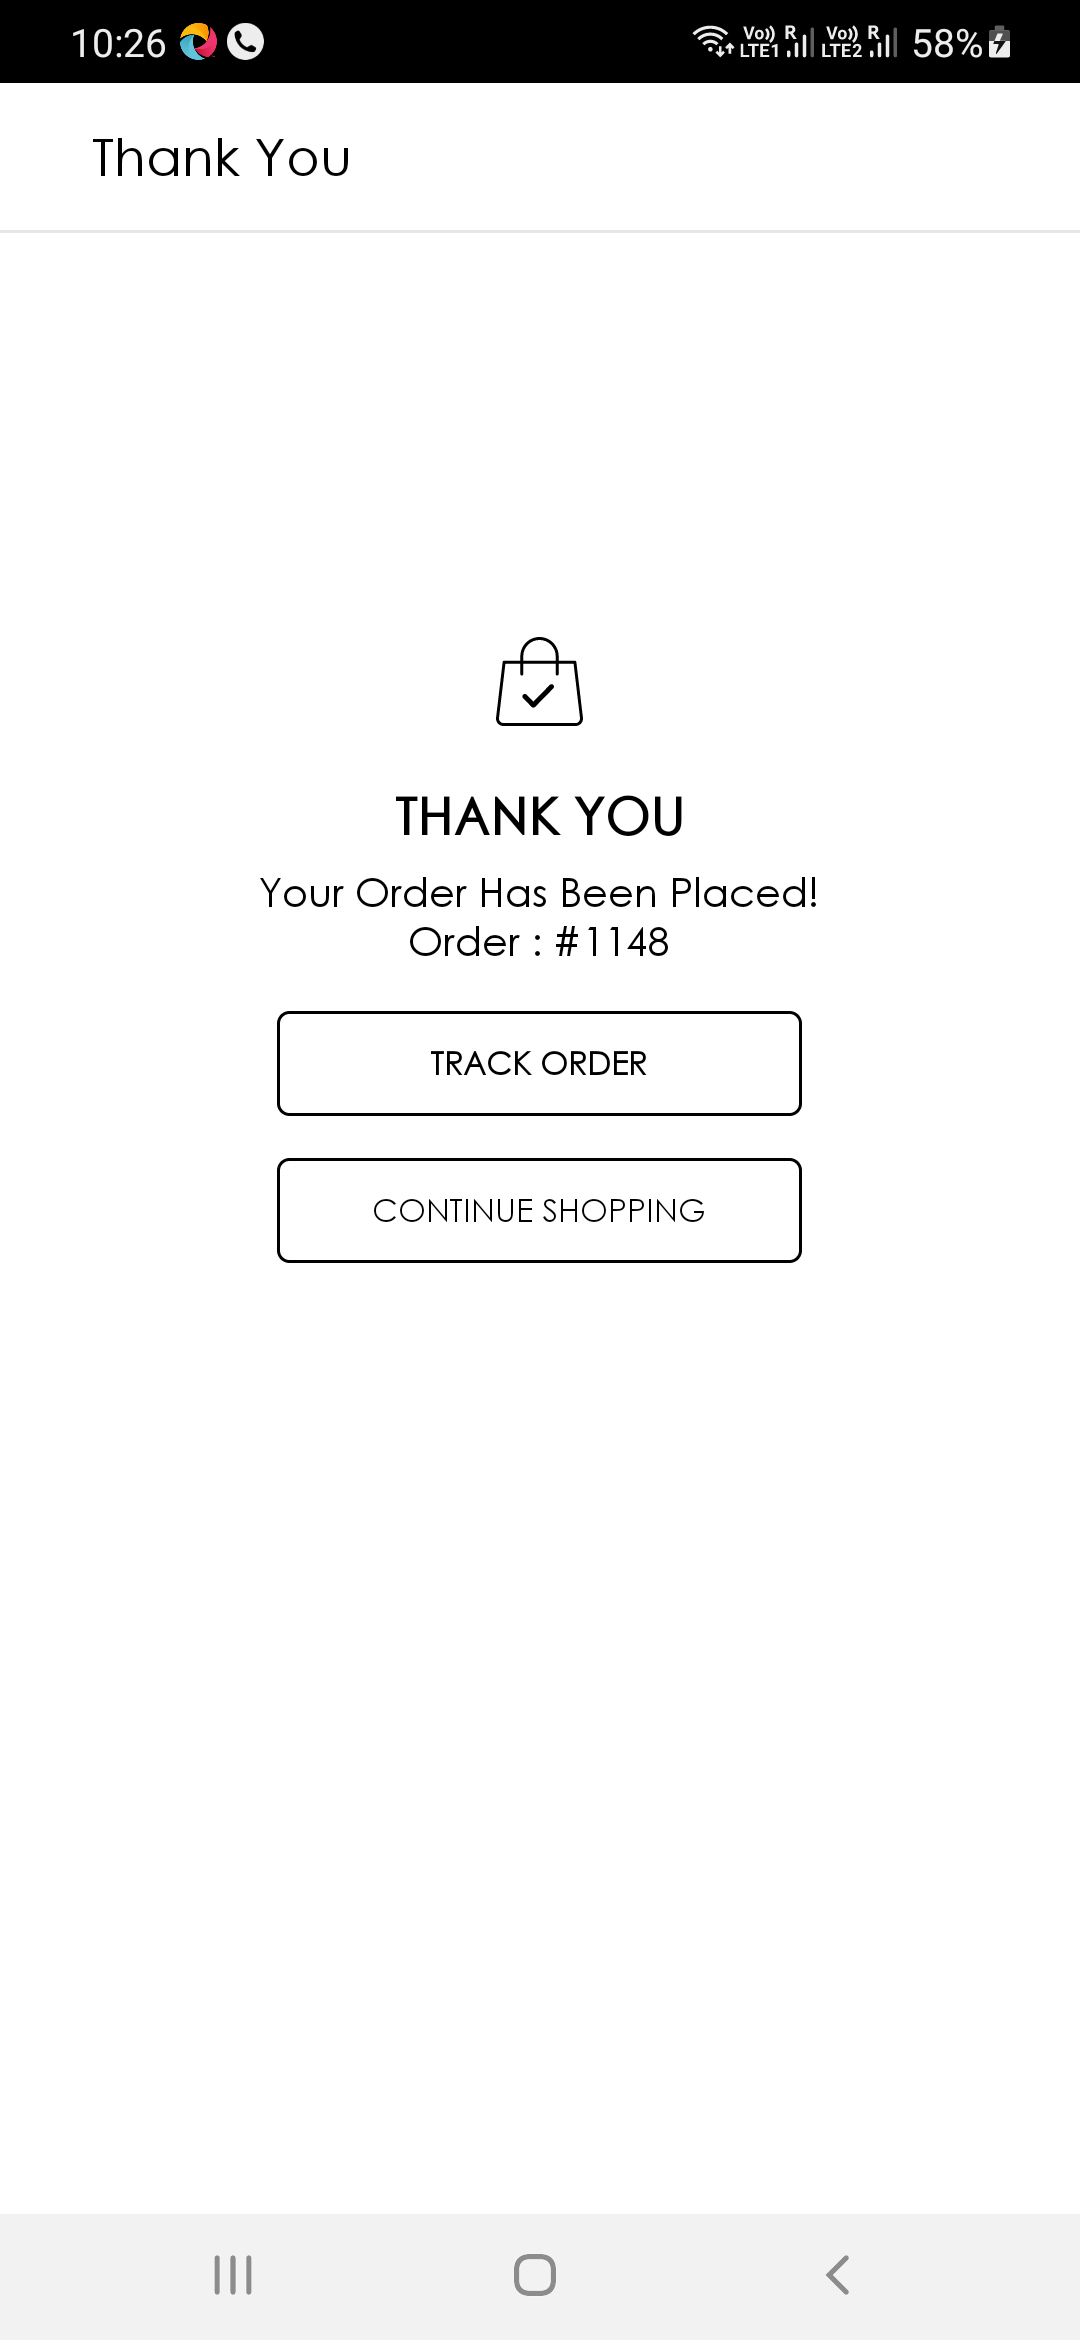 10:26
Vo)) R Vo)) R
LTE1 LTE2 58%
Thank You
THANK YOU
Your Order Has Been Placed!
Order : #1148
TRACK ORDER
CONTINUE SHOPPING